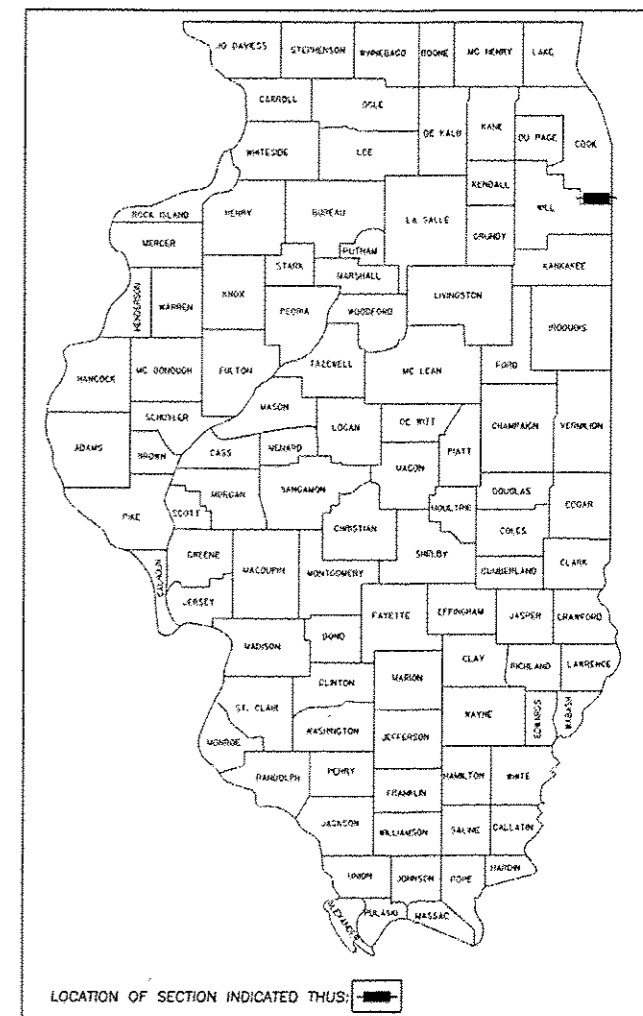 JO DAVIESS STEPHENSON WINNEBAGO BOONE MC HENRY LAKE
CARROLL OGLE DE KALB KANE DU PAGE COOK
WHITESIDE LEE KENDALL WILL
ROCK ISLAND HENRY BUREAU LA SALLE GRUNDY
MERCER PUTNAM KANKAKEE
STARK MARSHALL
HENDERSON WARREN KNOX PEORIA WOODFORD LIVINGSTON IROQUOIS
HANCOCK MC DONOUGH FULTON TAZEWELL MC LEAN FORD
SCHUYLER MASON LOGAN DE WITT CHAMPAIGN VERMILION
ADAMS BROWN CASS MENARD MACON PIATT
PIKE SCOTT MORGAN SANGAMON CHRISTIAN MOULTRIE DOUGLAS EDGAR
COLES
GREENE MACOUPIN MONTGOMERY SHELBY CUMBERLAND CLARK
CALHOUN JERSEY FAYETTE EFFINGHAM JASPER CRAWFORD
MADISON BOND CLAY RICHLAND LAWRENCE
CLINTON MARION
ST. CLAIR WAYNE EDWARDS WABASH
MONROE WASHINGTON JEFFERSON
RANDOLPH PERRY HAMILTON WHITE
FRANKLIN
JACKSON WILLIAMSON SALINE GALLATIN
UNION JOHNSON POPE HARDIN
ALEXANDER PULASKI MASSAC
LOCATION OF SECTION INDICATED THUS: